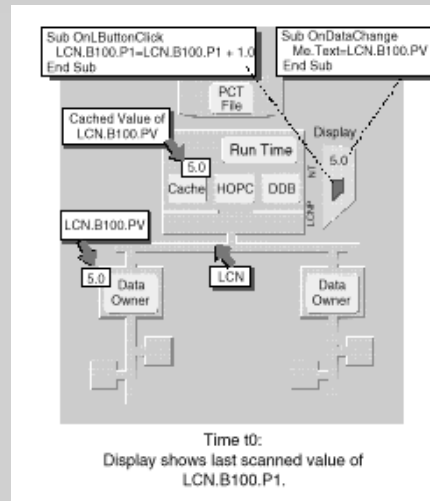 Sub OnLButtonClick
LCN.B100.P1=LCN.B100.P1 + 1.0
End Sub
Sub OnDataChange
Me.Text=LCN.B100.PV
End Sub
PCT
File
Cached Value of
LCN.B100.PV
Display
Run Time
5.0
5.0
NT
Cache
HOPC
DDB
LCNP
LCN.B100.PV
5.0
LCN
Data
Owner
Data
Owner
Time t0:
Display shows last scanned value of
LCN.B100.P1.